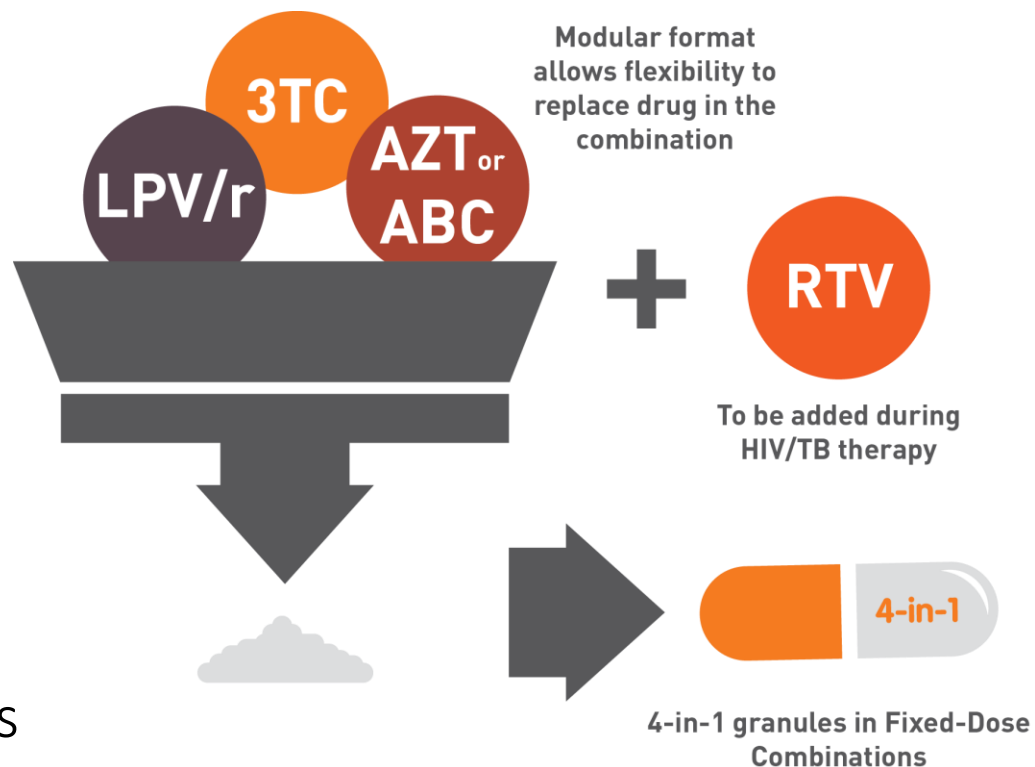 Modular format
allows flexibility to
replace drug in the
combination
3TC
LPV/r
AZT or
ABC
RTV
To be added during
HIV/TB therapy
4-in-1
S
4-in-1 granules in Fixed-Dose
Combinations